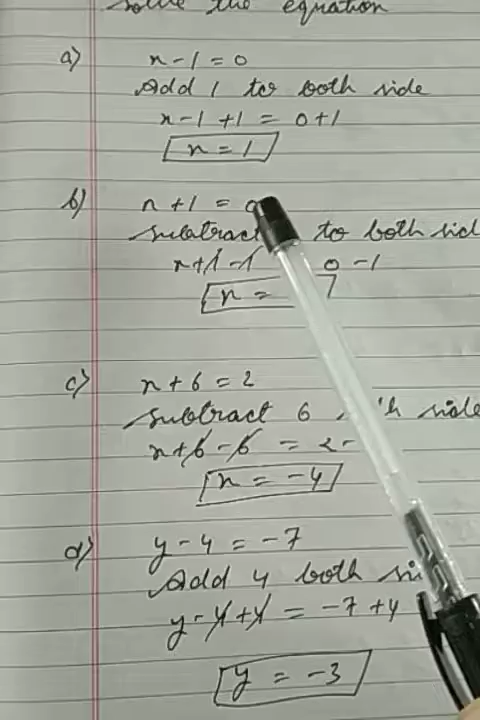 solve the equation
a) x - 1 = 0
Add 1 to both side
x - 1 + 1 = 0 + 1
x = 1
b) x + 1 =
Subtract to both
x + 1 - 1 0 - 1
x =
c) x + 6 = 2
Subtract 6 side
x + 6 - 6 = 2 -
x = -4
d) y - 4 = -7
Add 4 both
y - 4 + 4 = -7 + 4
y = -3